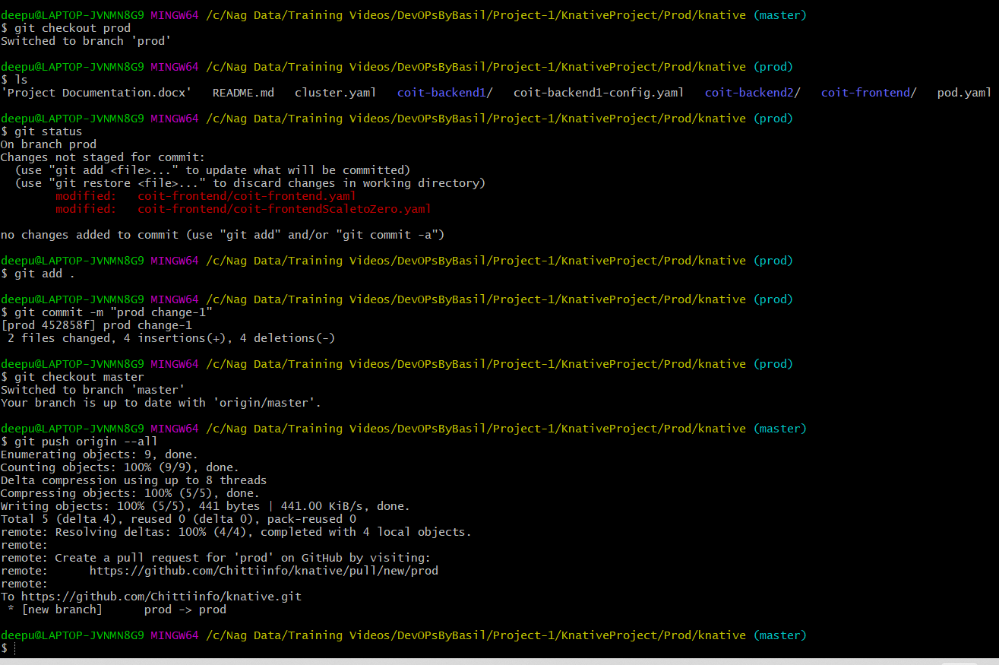 deepu@LAPTOP-JVNMN8G9 MINGW64 /c/Nag Data/Training Videos/DevOPsByBasil/Project-1/KnativeProject/Prod/knative (master)
$ git checkout prod
Switched to branch 'prod'
deepu@LAPTOP-JVNMN8G9 MINGW64 /c/Nag Data/Training Videos/DevOPsByBasil/Project-1/KnativeProject/Prod/knative (prod)
$ ls
'Project Documentation.docx'   README.md   cluster.yaml   coit-backend1/   coit-backend1-config.yaml   coit-backend2/   coit-frontend/   pod.yaml
deepu@LAPTOP-JVNMN8G9 MINGW64 /c/Nag Data/Training Videos/DevOPsByBasil/Project-1/KnativeProject/Prod/knative (prod)
$ git status
On branch prod
Changes not staged for commit:
  (use "git add <file>..." to update what will be committed)
  (use "git restore <file>..." to discard changes in working directory)
        modified:   coit-frontend/coit-frontend.yaml
        modified:   coit-frontend/coit-frontendScaletoZero.yaml
no changes added to commit (use "git add" and/or "git commit -a")
deepu@LAPTOP-JVNMN8G9 MINGW64 /c/Nag Data/Training Videos/DevOPsByBasil/Project-1/KnativeProject/Prod/knative (prod)
$ git add .
deepu@LAPTOP-JVNMN8G9 MINGW64 /c/Nag Data/Training Videos/DevOPsByBasil/Project-1/KnativeProject/Prod/knative (prod)
$ git commit -m "prod change-1"
[prod 452858f] prod change-1
 2 files changed, 4 insertions(+), 4 deletions(-)
deepu@LAPTOP-JVNMN8G9 MINGW64 /c/Nag Data/Training Videos/DevOPsByBasil/Project-1/KnativeProject/Prod/knative (prod)
$ git checkout master
Switched to branch 'master'
Your branch is up to date with 'origin/master'.
deepu@LAPTOP-JVNMN8G9 MINGW64 /c/Nag Data/Training Videos/DevOPsByBasil/Project-1/KnativeProject/Prod/knative (master)
$ git push origin --all
Enumerating objects: 9, done.
Counting objects: 100% (9/9), done.
Delta compression using up to 8 threads
Compressing objects: 100% (5/5), done.
Writing objects: 100% (5/5), 441 bytes | 441.00 KiB/s, done.
Total 5 (delta 4), reused 0 (delta 0), pack-reused 0
remote: Resolving deltas: 100% (4/4), completed with 4 local objects.
remote:
remote: Create a pull request for 'prod' on GitHub by visiting:
remote:      https://github.com/Chittiinfo/knative/pull/new/prod
remote:
To https://github.com/Chittiinfo/knative.git
 * [new branch]      prod -> prod
deepu@LAPTOP-JVNMN8G9 MINGW64 /c/Nag Data/Training Videos/DevOPsByBasil/Project-1/KnativeProject/Prod/knative (master)
$